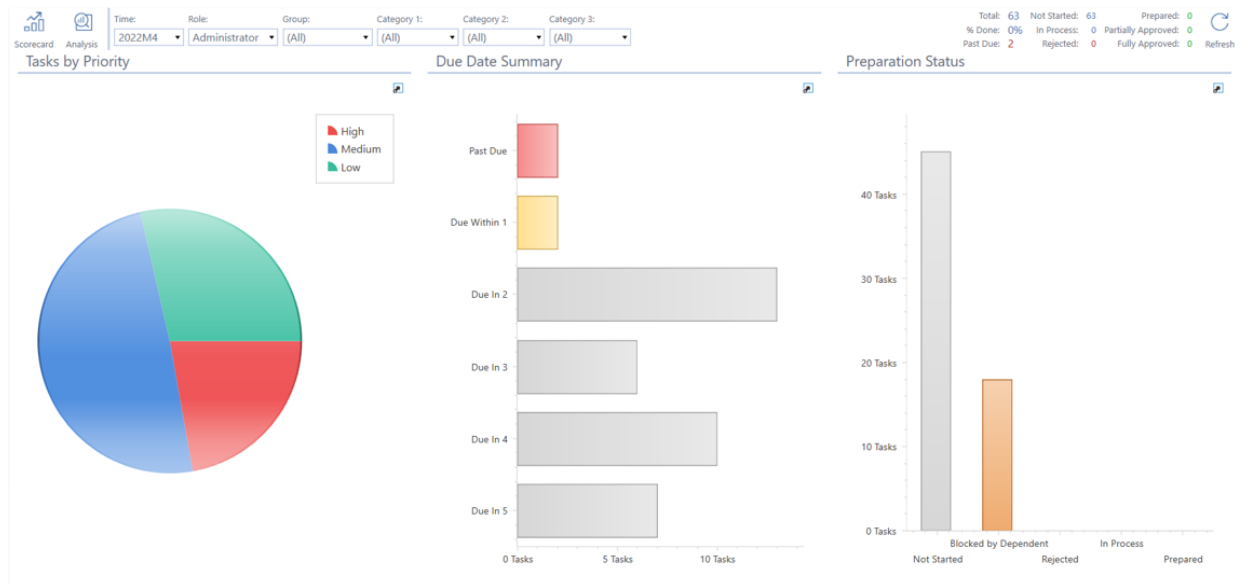 Scorecard
Analysis
Time:
2022M4
Role:
Administrator
Group:
(All)
Category 1:
(All)
Category 2:
(All)
Category 3:
(All)
Total: 63 Not Started: 63 Prepared: 0
% Done: 0% In Process: 0 Partially Approved: 0
Past Due: 2 Rejected: 0 Fully Approved: 0
Refresh
Tasks by Priority
High
Medium
Low
Due Date Summary
Past Due
Due Within 1
Due In 2
Due In 3
Due In 4
Due In 5
0 Tasks 5 Tasks 10 Tasks
Preparation Status
40 Tasks
30 Tasks
20 Tasks
10 Tasks
0 Tasks
Blocked by Dependent In Process
Not Started Rejected Prepared